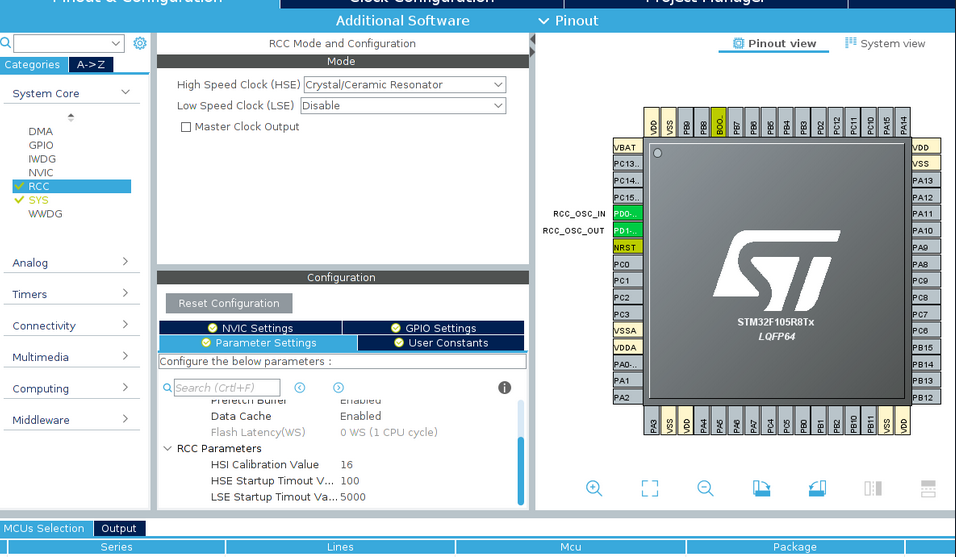 Pinout & Configuration
Clock Configuration
Project Manager
Additional Software
Pinout
Categories
A->Z
System Core
DMA
GPIO
IWDG
NVIC
RCC
SYS
WWDG
Analog
Timers
Connectivity
Multimedia
Computing
Middleware
RCC Mode and Configuration
Mode
High Speed Clock (HSE) Crystal/Ceramic Resonator
Low Speed Clock (LSE) Disable
Master Clock Output
Configuration
Reset Configuration
NVIC Settings
GPIO Settings
Parameter Settings
User Constants
Configure the below parameters :
Search (Crtl+F)
Prefetch Buffer Enabled
Data Cache Enabled
Flash Latency(WS) 0 WS (1 CPU cycle)
RCC Parameters
HSI Calibration Value 16
HSE Startup Timout V... 100
LSE Startup Timout Va... 5000
Pinout view
System view
VDD VSS PB9 PB8 BOO.. PB7 PB6 PB5 PB4 PB3 PD2 PC12 PC11 PC10 PA15 PA14
VBAT
PC13..
PC14..
PC15..
RCC_OSC_IN PD0-..
RCC_OSC_OUT PD1-..
NRST
PC0
PC1
PC2
PC3
VSSA
VDDA
PA0-..
PA1
PA2
STM32F105R8Tx
LQFP64
VDD
VSS
PA13
PA12
PA11
PA10
PA9
PA8
PC9
PC8
PC7
PC6
PB15
PB14
PB13
PB12
PA3 VSS VDD PA4 PA5 PA6 PA7 PC4 PC5 PB0 PB1 PB2 PB10 PB11 VSS VDD
MCUs Selection
Output
Series
Lines
Mcu
Package